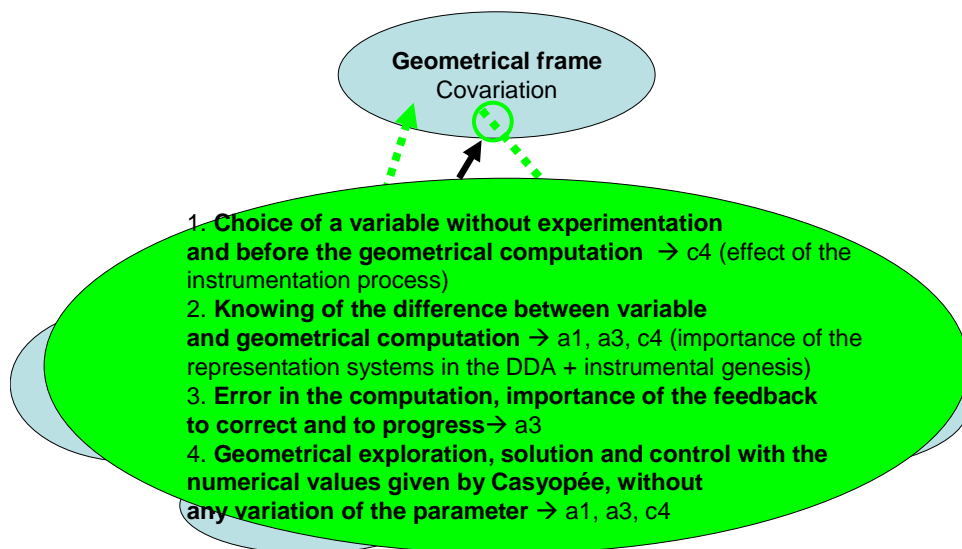 Geometrical frame
Covariation
1. Choice of a variable without experimentation
and before the geometrical computation → c4 (effect of the
instrumentation process)
2. Knowing of the difference between variable
and geometrical computation → a1, a3, c4 (importance of the
representation systems in the DDA + instrumental genesis)
3. Error in the computation, importance of the feedback
to correct and to progress→ a3
4. Geometrical exploration, solution and control with the
numerical values given by Casyopée, without
any variation of the parameter → a1, a3, c4